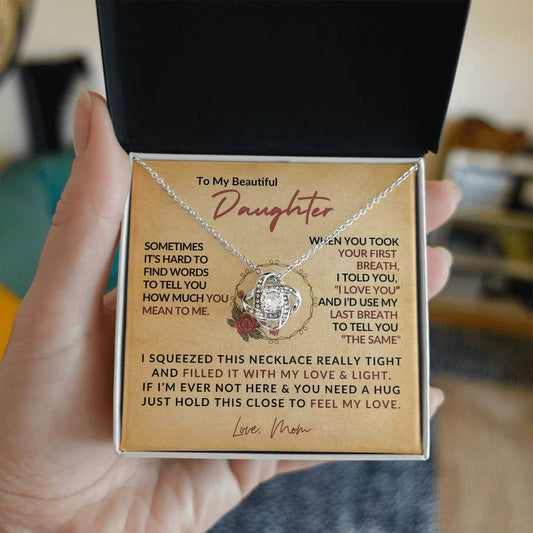 To My Beautiful
Daughter
SOMETIMES
IT'S HARD TO
FIND WORDS
TO TELL YOU
HOW MUCH YOU
MEAN TO ME.
WHEN YOU TOOK
YOUR FIRST
BREATH,
I TOLD YOU,
"I LOVE YOU"
AND I'D USE MY
LAST BREATH
TO TELL YOU
"THE SAME"
I SQUEEZED THIS NECKLACE REALLY TIGHT
AND FILLED IT WITH MY LOVE & LIGHT.
IF I'M EVER NOT HERE & YOU NEED A HUG
JUST HOLD THIS CLOSE TO FEEL MY LOVE.
Love, Mom